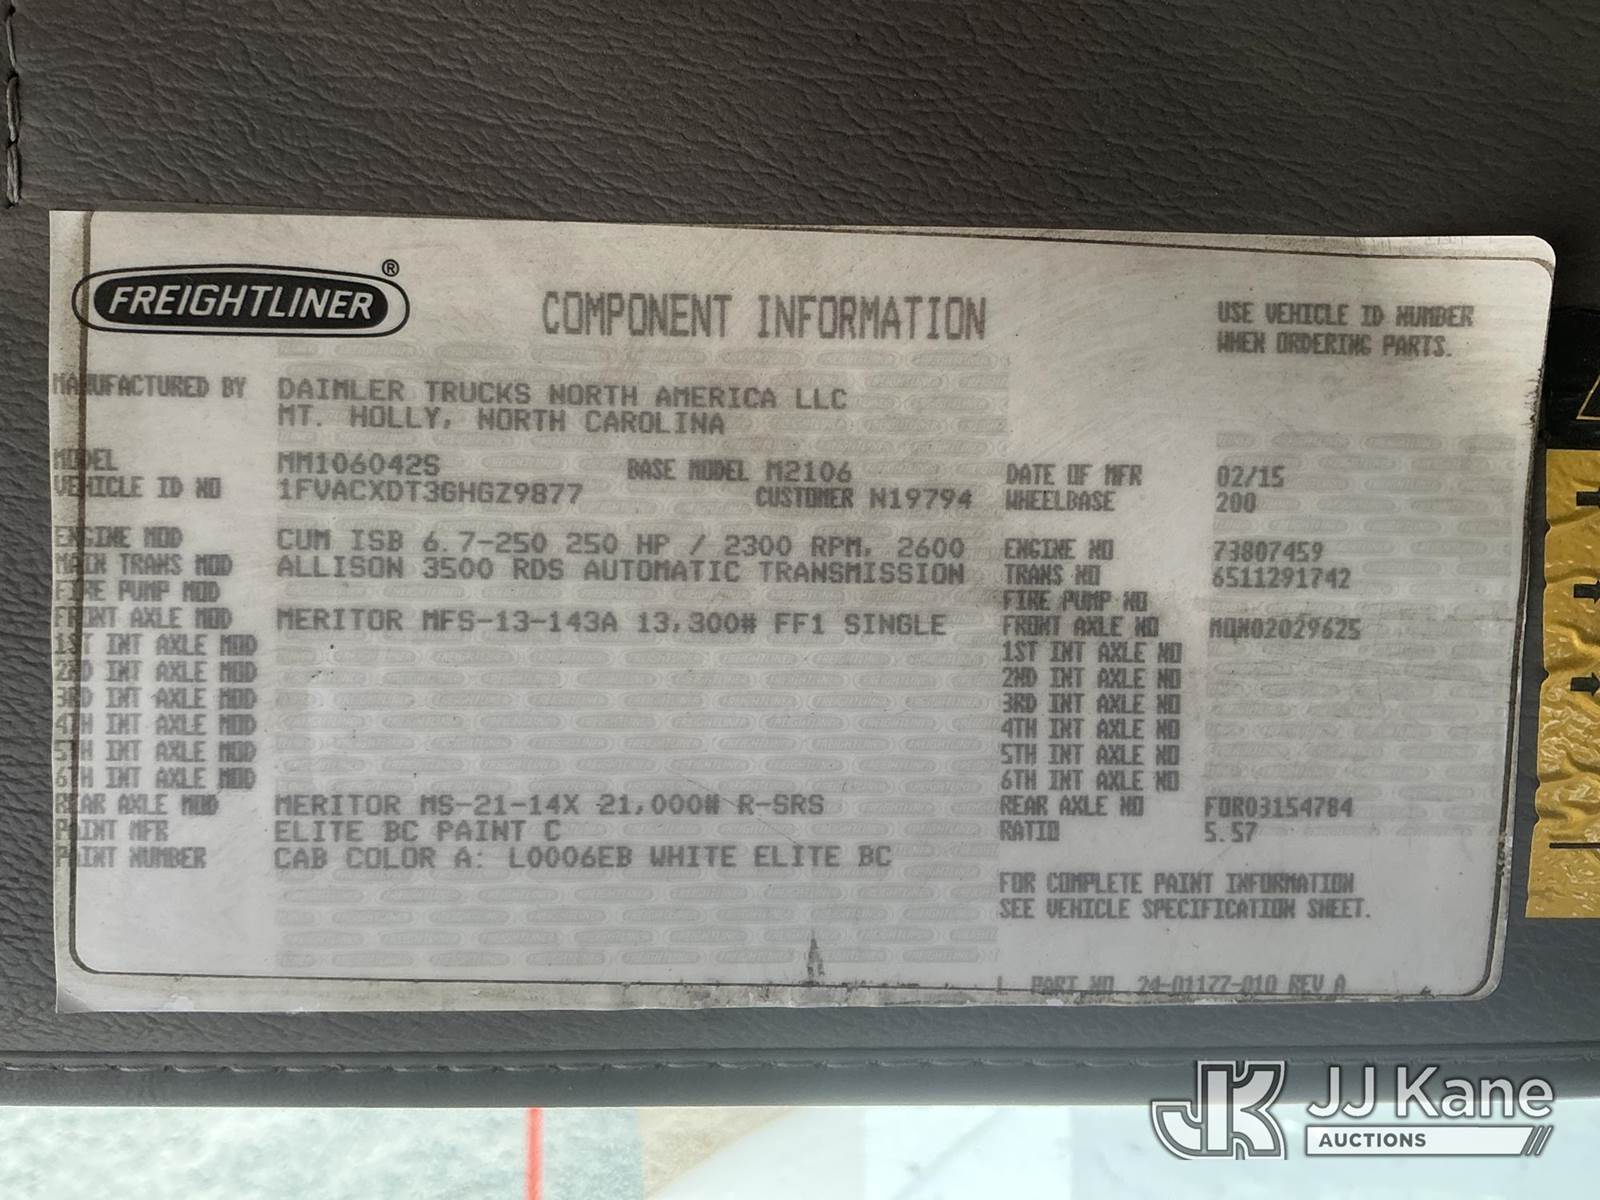 FREIGHTLINER ®
COMPONENT INFORMATION
USE VEHICLE ID NUMBER
WHEN ORDERING PARTS.
MANUFACTURED BY DAIMLER TRUCKS NORTH AMERICA LLC
MT. HOLLY, NORTH CAROLINA
MODEL MM106042S BASE MODEL M2106 DATE OF MFR 02/15
VEHICLE ID NO 1FVACXDT3GHGZ9877 CUSTOMER N19794 WHEELBASE 200
ENGINE MOD CUM ISB 6.7-250 250 HP / 2300 RPM, 2600 ENGINE NO 73807459
MAIN TRANS MOD ALLISON 3500 RDS AUTOMATIC TRANSMISSION TRANS NO 6511291742
FIRE PUMP MOD FIRE PUMP NO
FRONT AXLE MOD MERITOR MFS-13-143A 13,300# FF1 SINGLE FRONT AXLE NO MQN02029625
1ST INT AXLE MOD 1ST INT AXLE NO
2ND INT AXLE MOD 2ND INT AXLE NO
3RD INT AXLE MOD 3RD INT AXLE NO
4TH INT AXLE MOD 4TH INT AXLE NO
5TH INT AXLE MOD 5TH INT AXLE NO
6TH INT AXLE MOD 6TH INT AXLE NO
REAR AXLE MOD MERITOR MS-21-14X 21,000# R-SRS REAR AXLE NO FDR03154784
PAINT MFR ELITE BC PAINT C RATIO 5.57
PAINT NUMBER CAB COLOR A: L0006EB WHITE ELITE BC
FOR COMPLETE PAINT INFORMATION
SEE VEHICLE SPECIFICATION SHEET.
L PART NO. 24-01177-010 REV A
JK JJ Kane
AUCTIONS